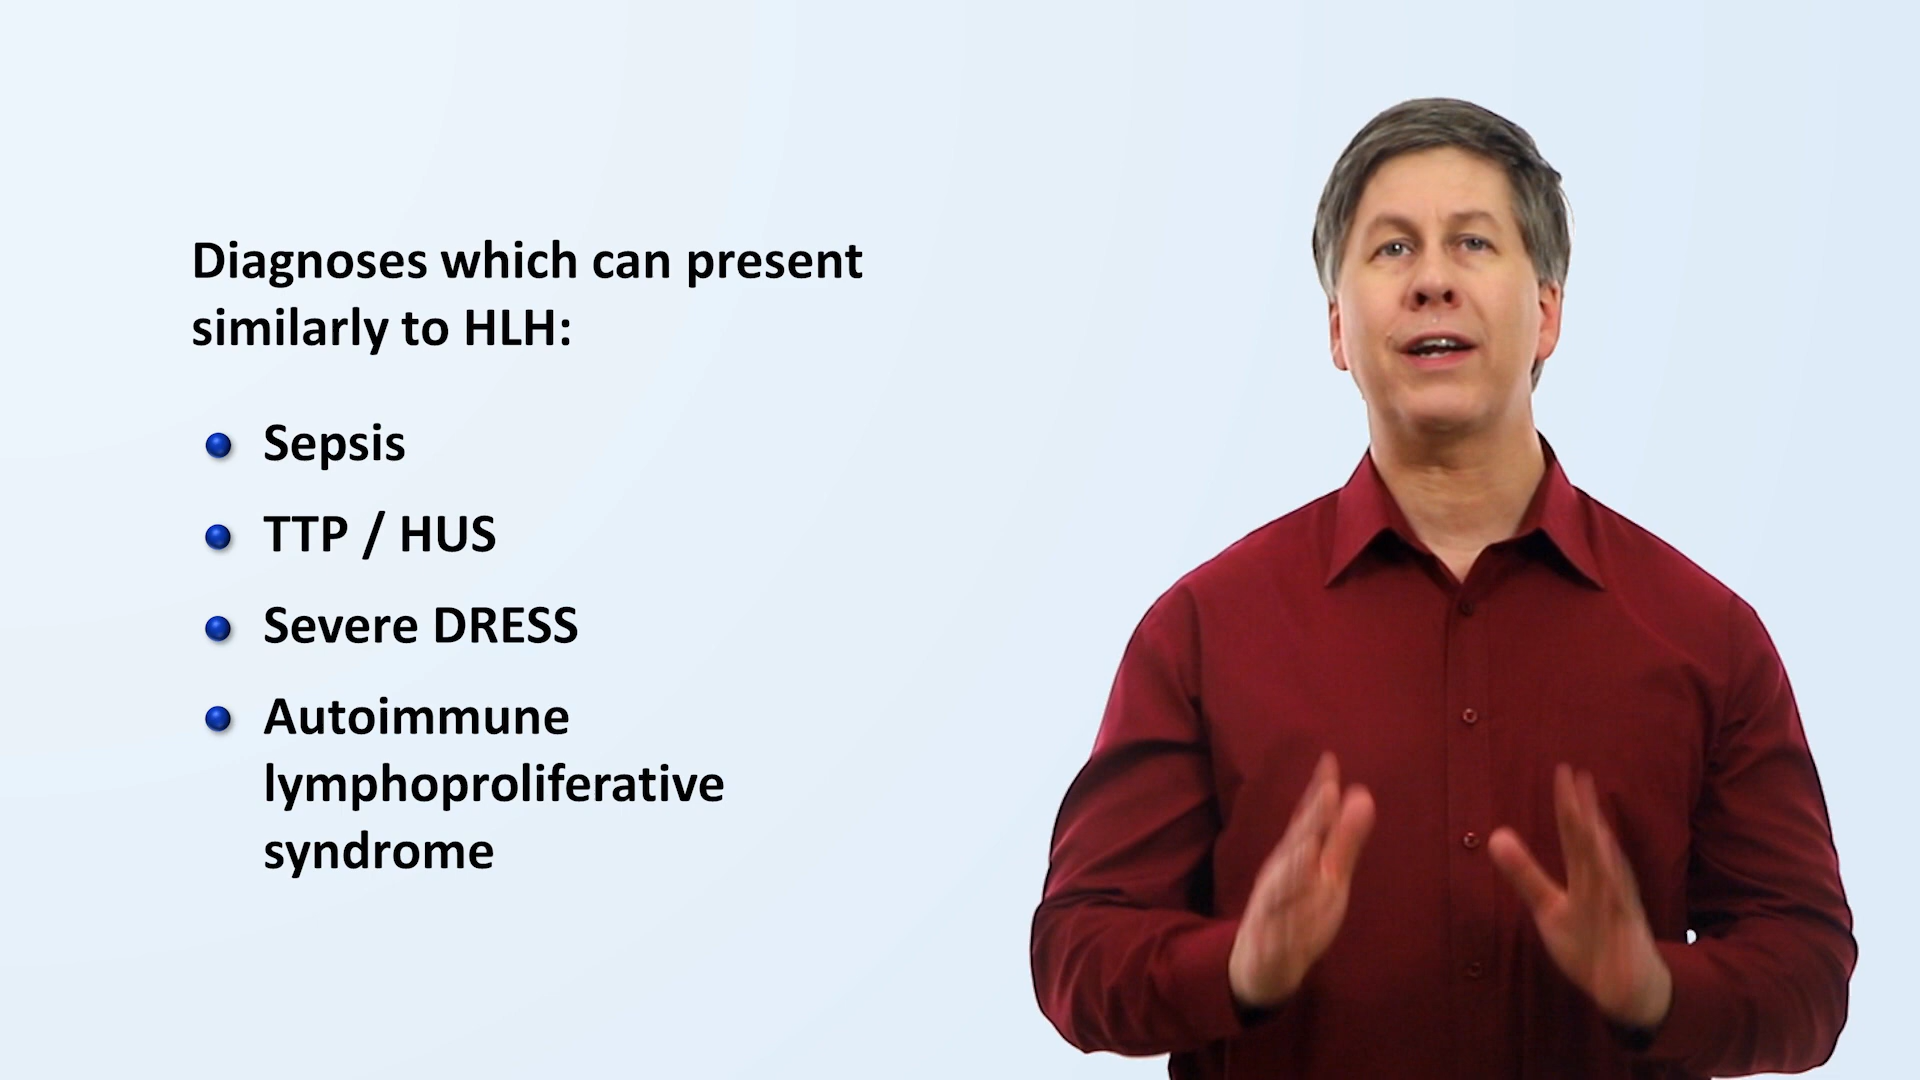 Diagnoses which can present
similarly to HLH:
Sepsis
TTP / HUS
Severe DRESS
Autoimmune
lymphoproliferative
syndrome